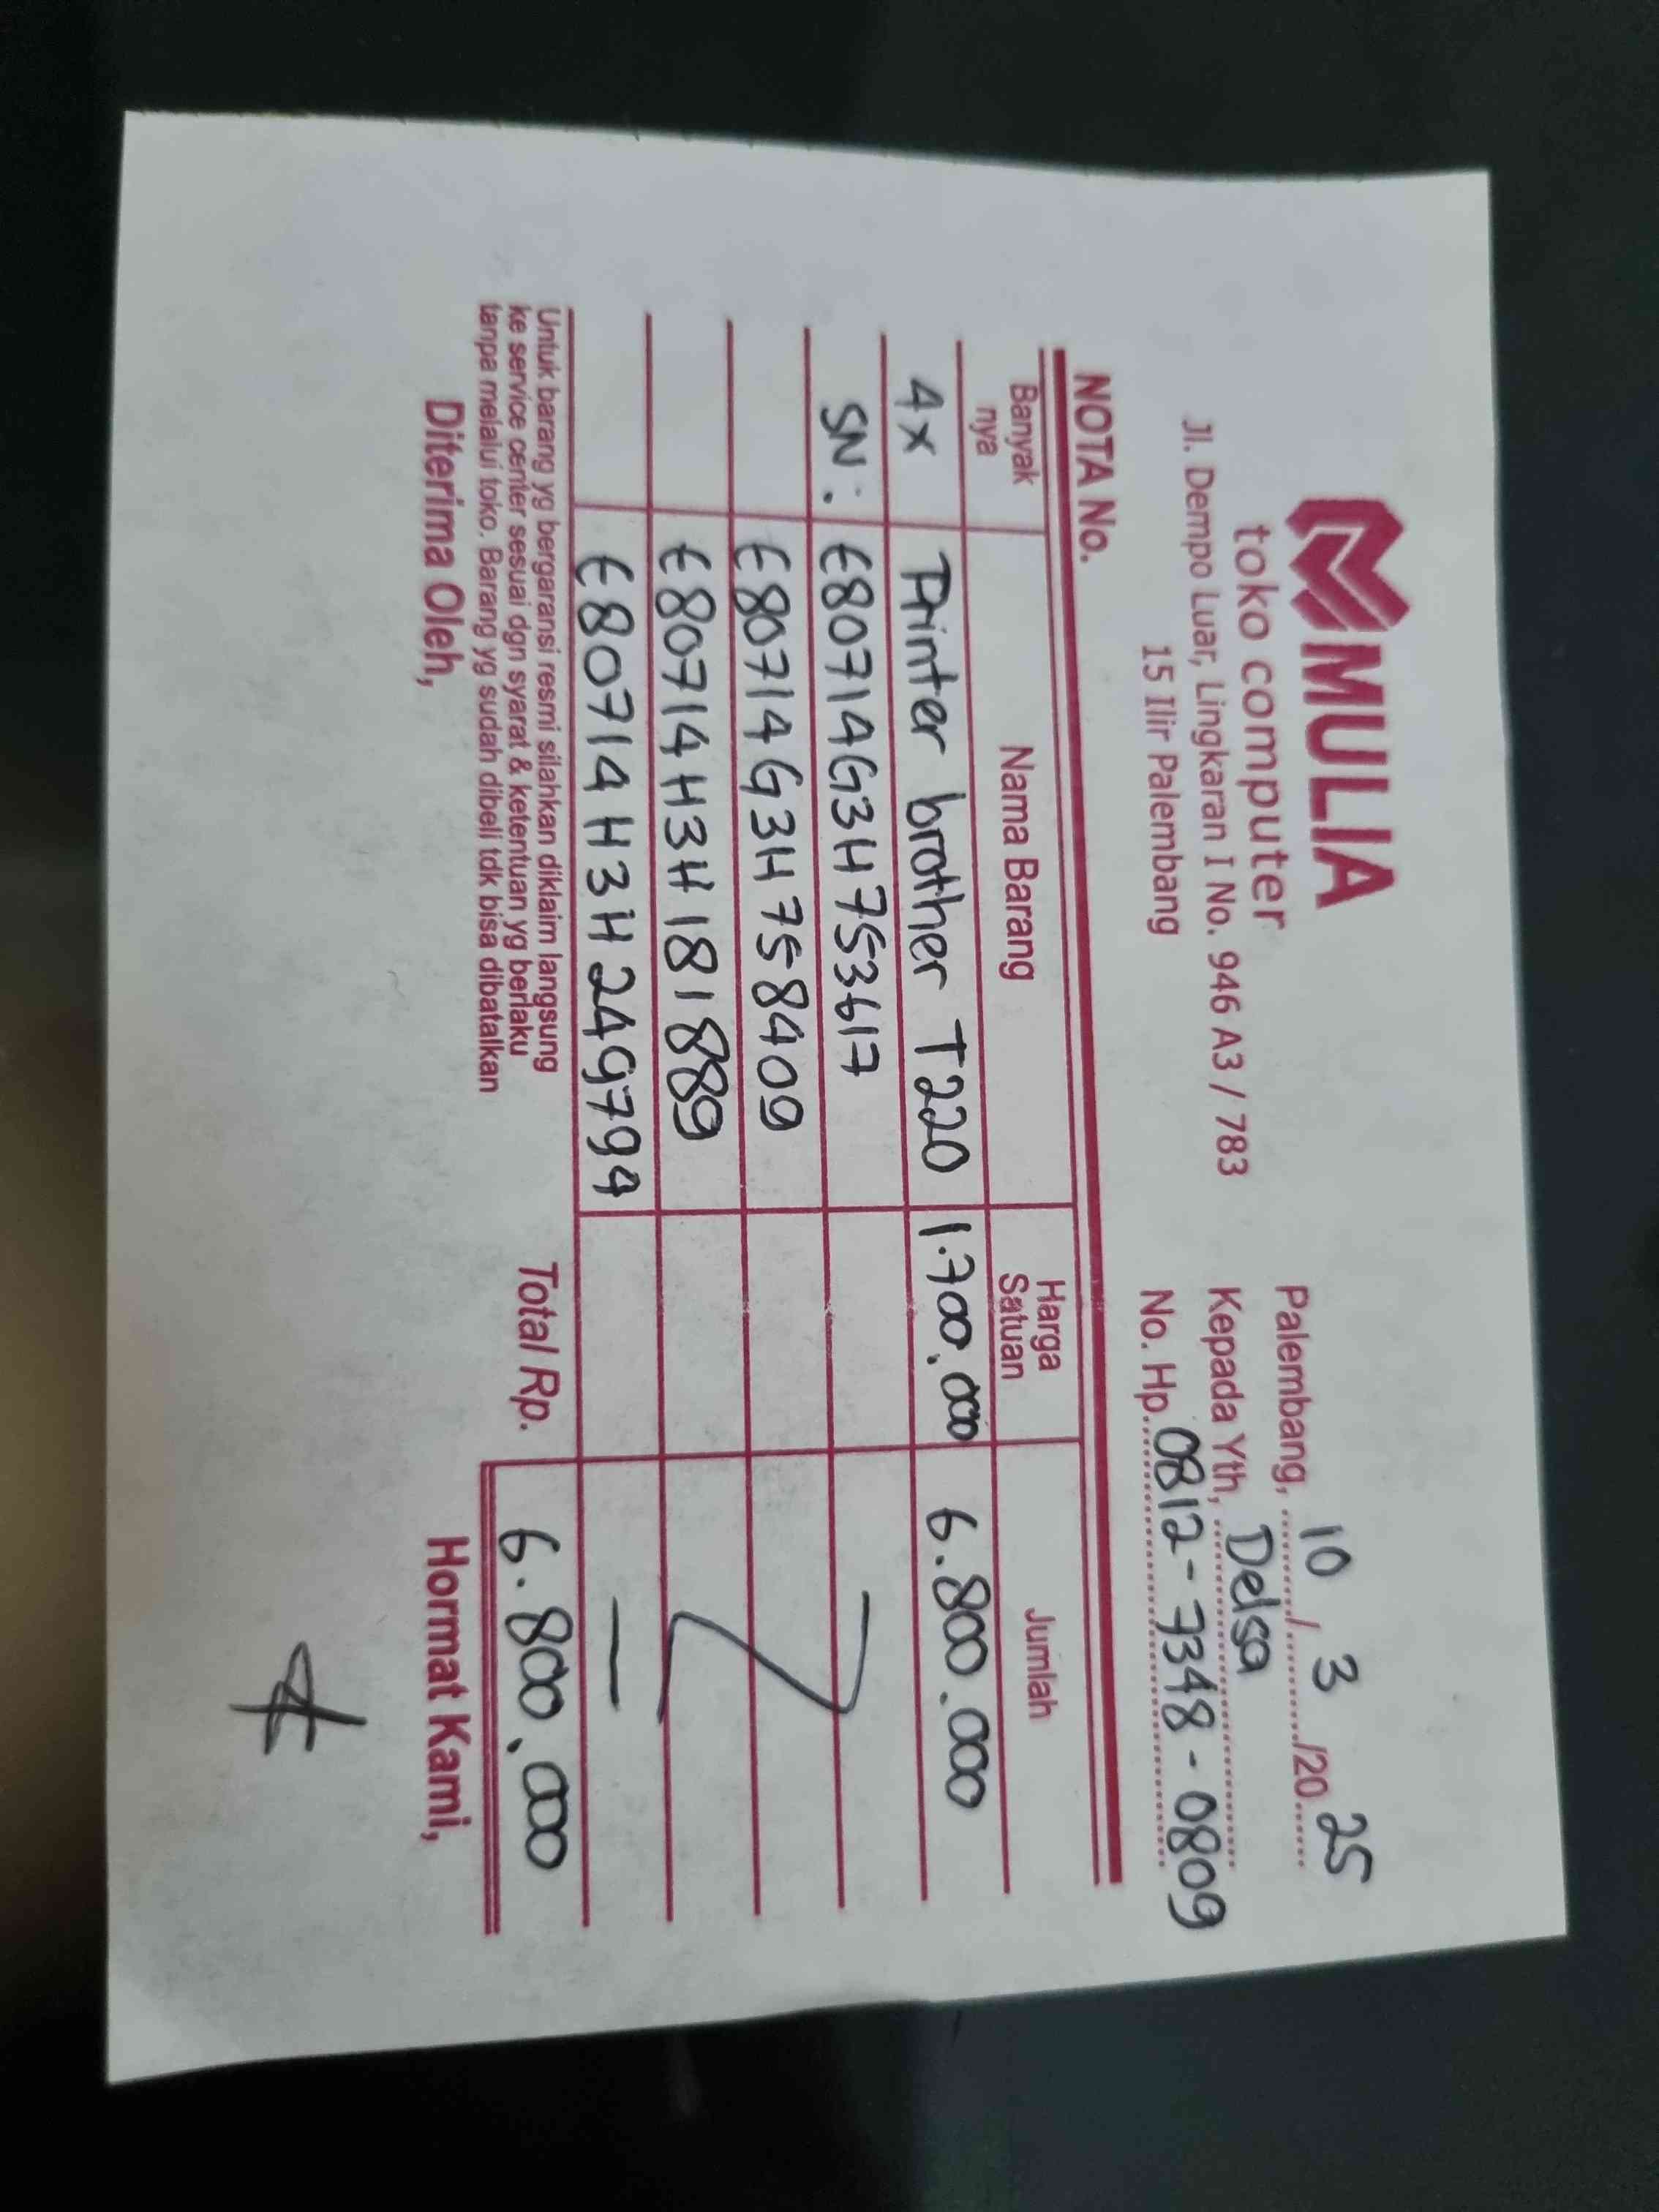 MULIA
toko computer
Jl. Dempo Luar, Lingkaran I No. 946 A3 / 783
15 Ilir Palembang
Palembang, 10 / 3 /20 25
Kepada Yth, Delsa
No. Hp. 0812-7348-0809
NOTA No.
Banyak nya Nama Barang Harga Satuan Jumlah
4x Printer brother T220 1.700.000 6.800.000
SN: E80714G3H753617
E80714G3H758409
E80714H3H181889
E80714H3H249794
Untuk barang yg bergaransi resmi silahkan diklaim langsung
ke service center sesuai dgn syarat & ketentuan yg berlaku
tanpa melalui toko. Barang yg sudah dibeli tdk bisa dibatalkan
Total Rp. 6.800.000
Diterima Oleh, Hormat Kami,